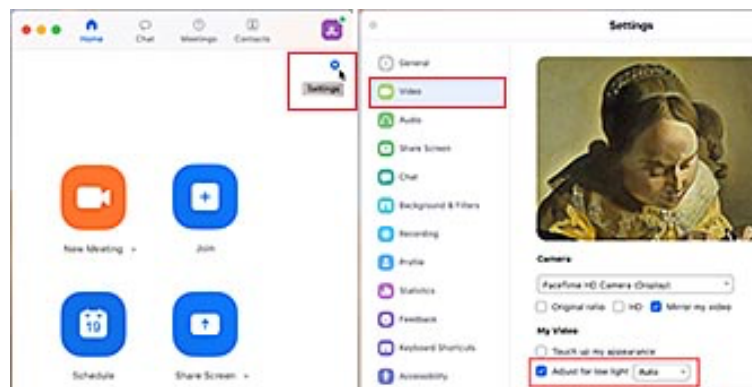 Home Chat Meetings Contacts
Settings
New Meeting
Join
19
Schedule
Share Screen
Settings
General
Video
Audio
Share Screen
Chat
Background & Filters
Recording
Profile
Statistics
Feedback
Keyboard Shortcuts
Accessibility
Camera
FaceTime HD Camera (Display)
Original ratio HD Mirror my video
My Video
Touch up my appearance
Adjust for low light Auto